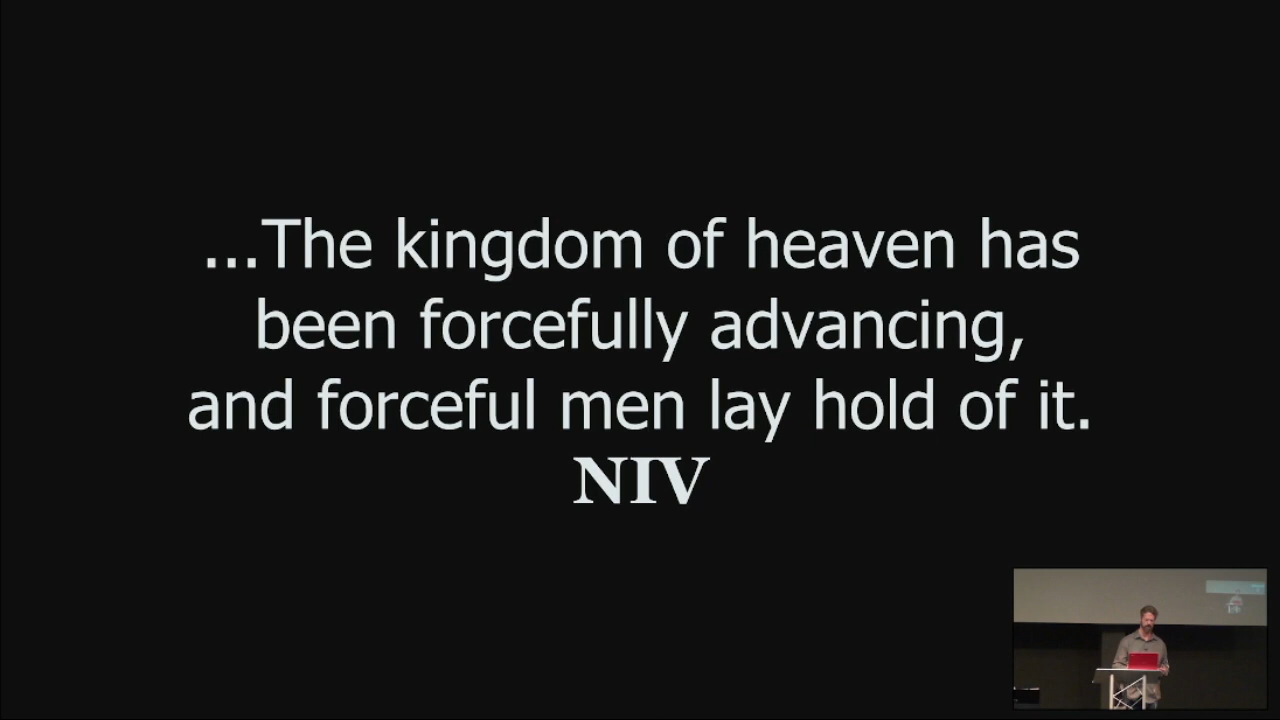 ...The kingdom of heaven has
been forcefully advancing,
and forceful men lay hold of it.
NIV